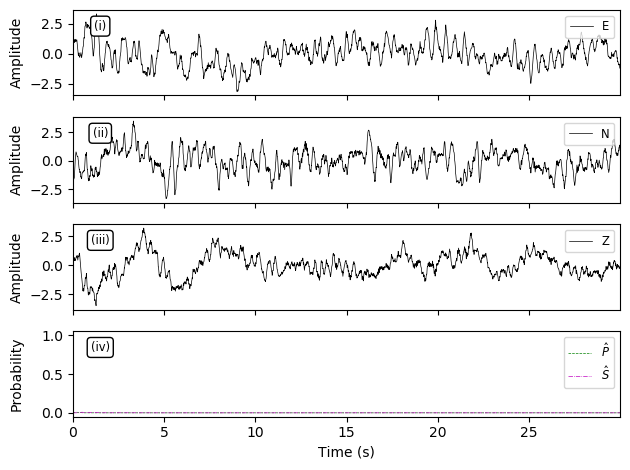 Amplitude
2.5
0.0
−2.5
(i)
E
Amplitude
2.5
0.0
−2.5
(ii)
N
Amplitude
2.5
0.0
−2.5
(iii)
Z
Probability
1.0
0.5
0.0
(iv)
P̂
Ŝ
0 5 10 15 20 25
Time (s)